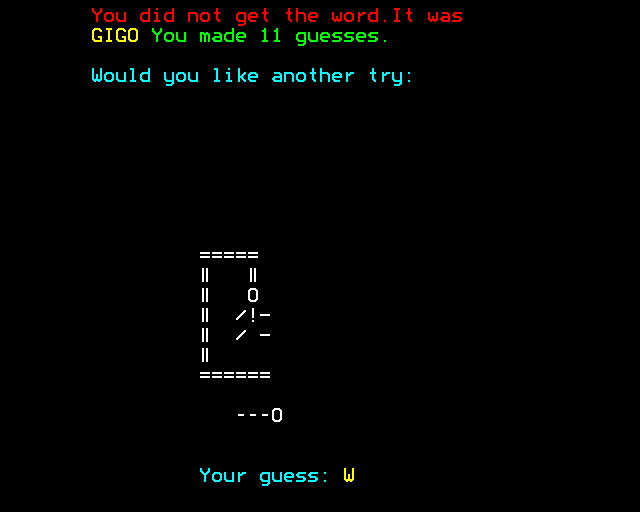 You did not get the word.It was
GIGO You made 11 guesses.
Would you like another try:
---O
Your guess: W